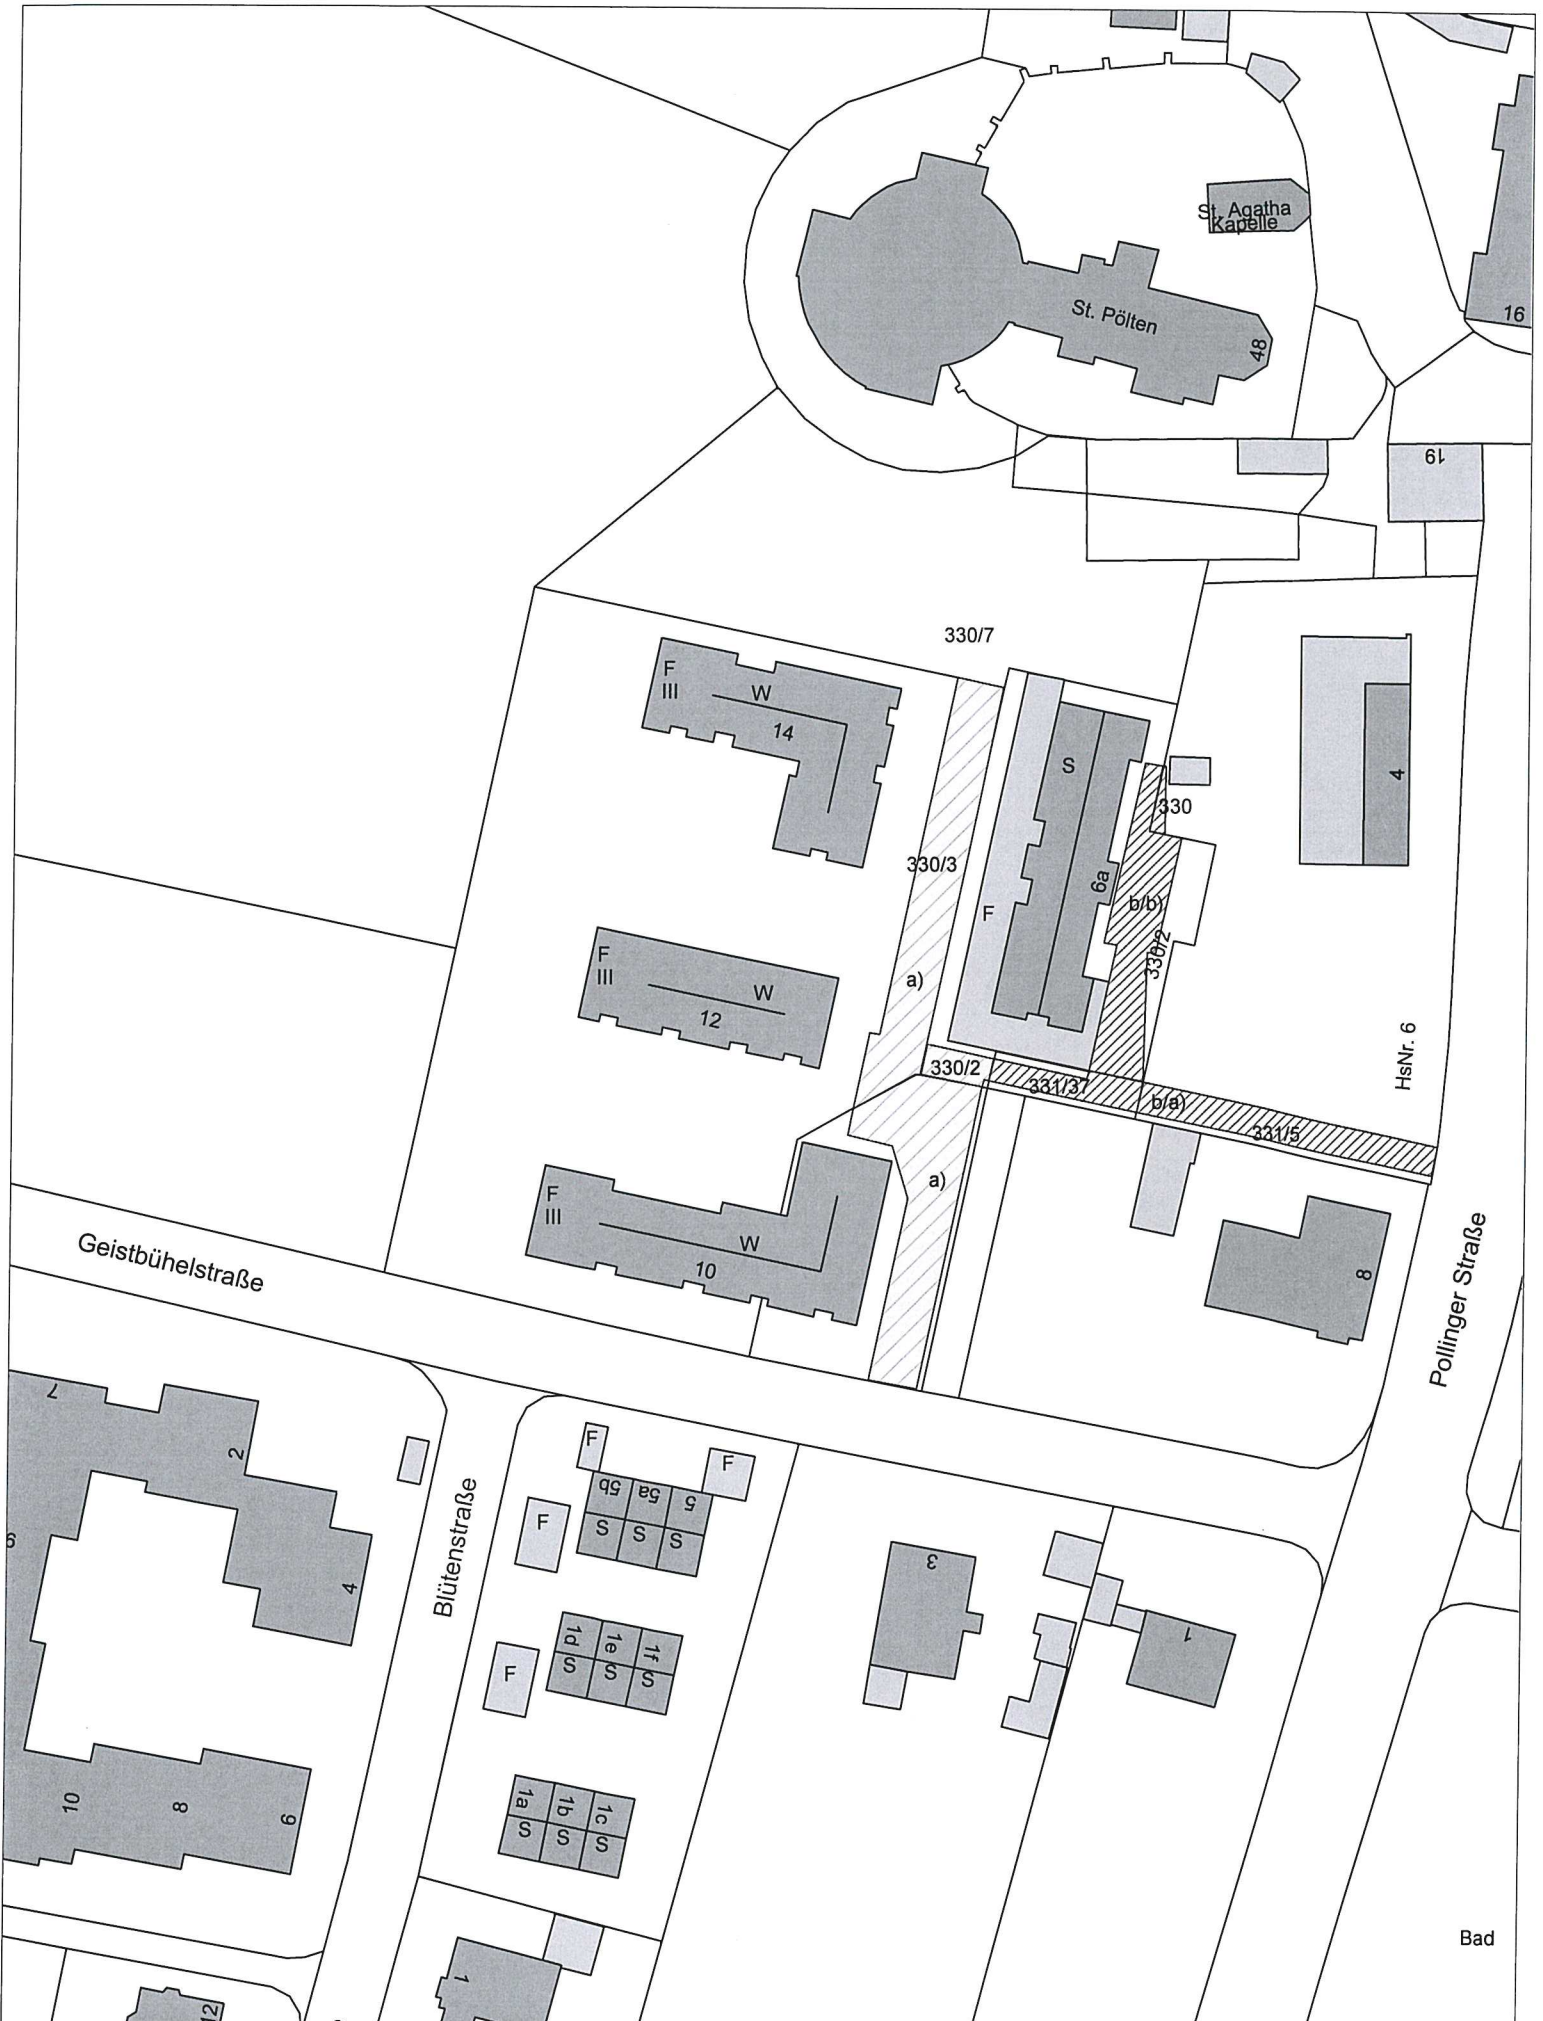 St. Agatha
Kapelle
St. Pölten
48
16
19
330/7
F
III
W
14
S
4
330
330/3
6a
F
b/b)
330/2
F
III
W
12
a)
HsNr. 6
330/2
331/37
b/a)
331/5
F
III
W
10
a)
8
Geistbühelstraße
Pollinger Straße
7
2
4
9
10
8
6
12
Blütenstraße
F
F
5b
5a
5
F
S
S
S
1d
1e
1f
F
S
S
S
1a
1b
1c
S
S
S
3
1
1
Bad